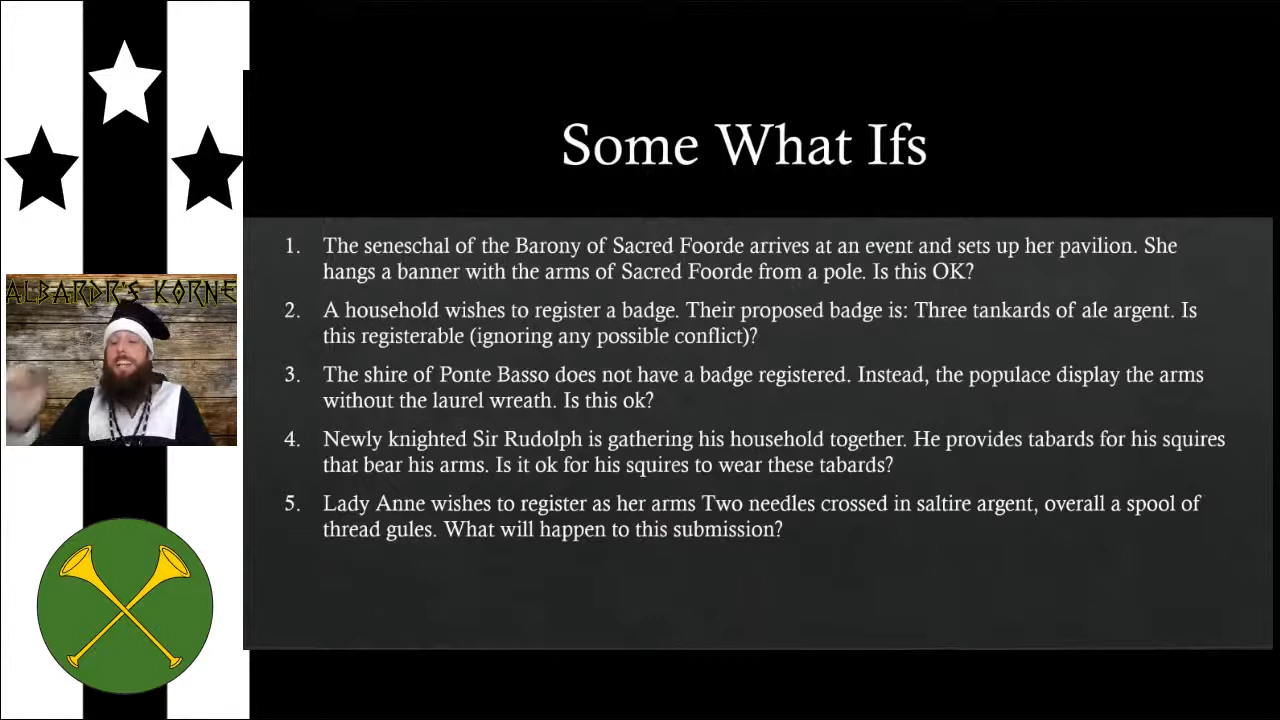 Some What Ifs
1. The seneschal of the Barony of Sacred Foorde arrives at an event and sets up her pavilion. She
hangs a banner with the arms of Sacred Foorde from a pole. Is this OK?
2. A household wishes to register a badge. Their proposed badge is: Three tankards of ale argent. Is
this registerable (ignoring any possible conflict)?
3. The shire of Ponte Basso does not have a badge registered. Instead, the populace display the arms
without the laurel wreath. Is this ok?
4. Newly knighted Sir Rudolph is gathering his household together. He provides tabards for his squires
that bear his arms. Is it ok for his squires to wear these tabards?
5. Lady Anne wishes to register as her arms Two needles crossed in saltire argent, overall a spool of
thread gules. What will happen to this submission?
ALBARDR'S KORNE